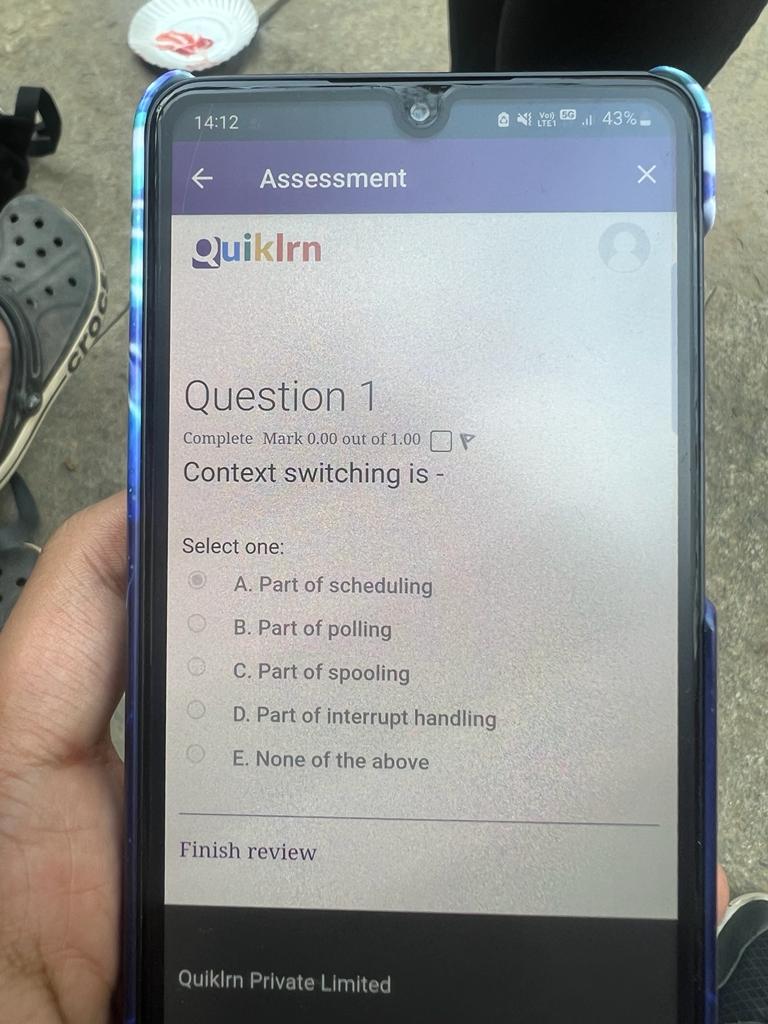 14:12
Vo))
LTE1
5G
43%
Assessment
Quiklrn
Question 1
Complete Mark 0.00 out of 1.00
Context switching is -
Select one:
A. Part of scheduling
B. Part of polling
C. Part of spooling
D. Part of interrupt handling
E. None of the above
Finish review
Quiklrn Private Limited
crocs